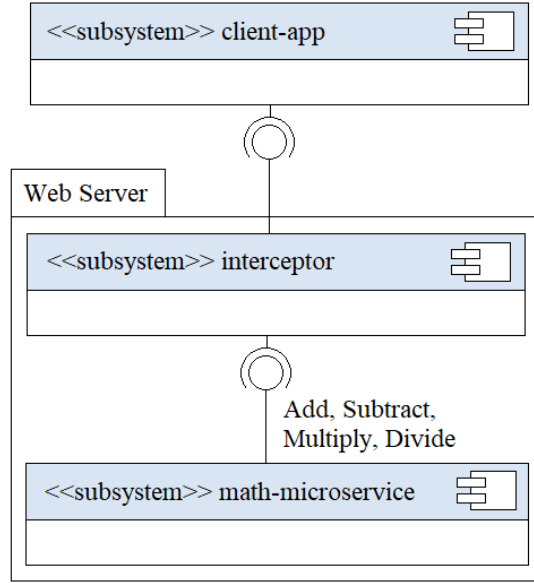 <<subsystem>> client-app
Web Server
<<subsystem>> interceptor
Add, Subtract,
Multiply, Divide
<<subsystem>> math-microservice